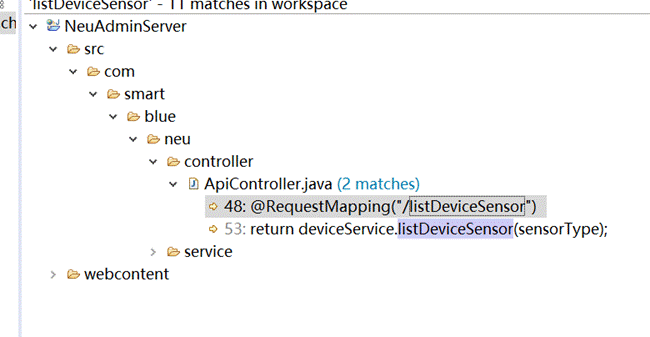 'listDeviceSensor' - 11 matches in workspace
ch
NeuAdminServer
src
com
smart
blue
neu
controller
ApiController.java (2 matches)
48: @RequestMapping("/listDeviceSensor")
53: return deviceService.listDeviceSensor(sensorType);
service
webcontent